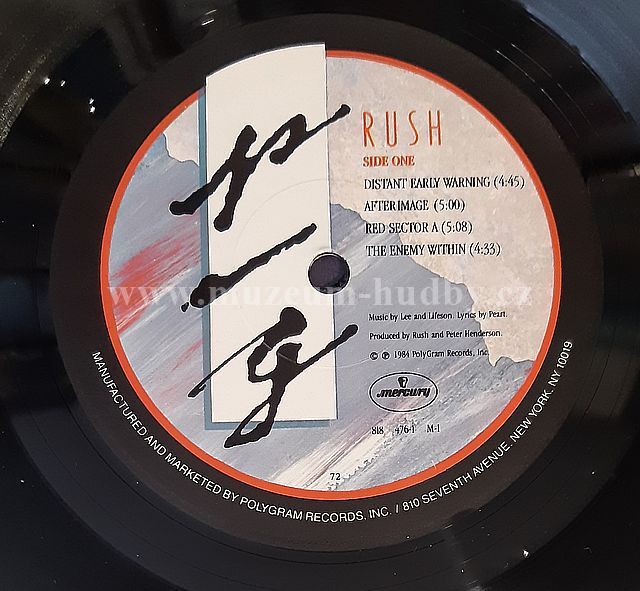 RUSH
SIDE ONE
DISTANT EARLY WARNING (4:45)
AFTERIMAGE (5:00)
RED SECTOR A (5:08)
THE ENEMY WITHIN (4:33)
www.muzeum-hudby.cz
Music by Lee and Lifeson. Lyrics by Peart.
Produced by Rush and Peter Henderson.
© ℗ 1984 PolyGram Records, Inc.
mercury
818 476-1 M-1
72
MANUFACTURED AND MARKETED BY POLYGRAM RECORDS, INC. / 810 SEVENTH AVENUE, NEW YORK, NY 10019